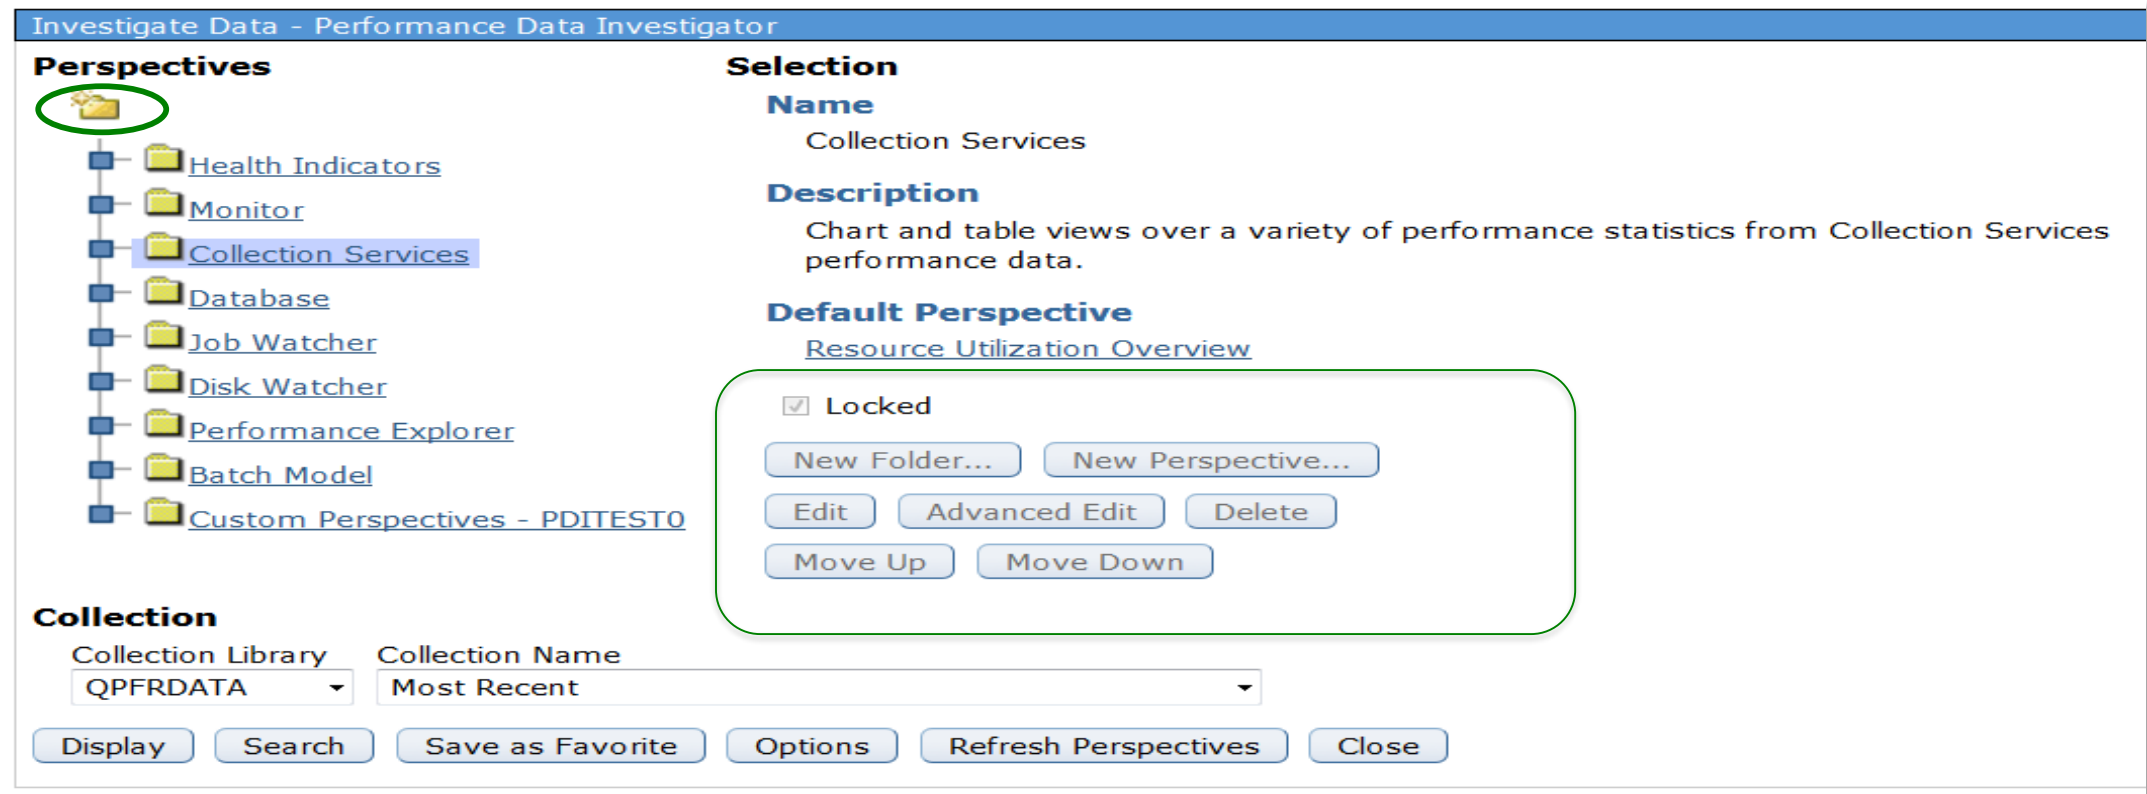 Investigate Data - Performance Data Investigator
Perspectives
Health Indicators
Monitor
Collection Services
Database
Job Watcher
Disk Watcher
Performance Explorer
Batch Model
Custom Perspectives - PDITEST0
Selection
Name
Collection Services
Description
Chart and table views over a variety of performance statistics from Collection Services
performance data.
Default Perspective
Resource Utilization Overview
Locked
New Folder... New Perspective...
Edit Advanced Edit Delete
Move Up Move Down
Collection
Collection Library Collection Name
QPFRDATA Most Recent
Display Search Save as Favorite Options Refresh Perspectives Close